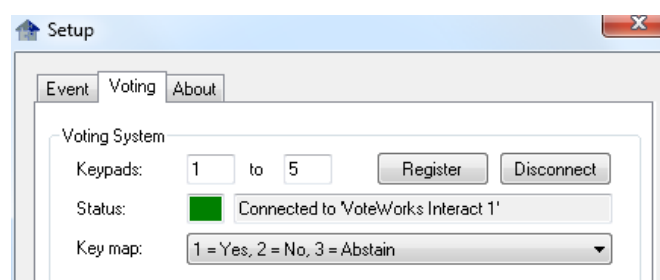 Setup
Event Voting About
Voting System
Keypads: 1 to 5 Register Disconnect
Status: Connected to 'VoteWorks Interact 1'
Key map: 1 = Yes, 2 = No, 3 = Abstain